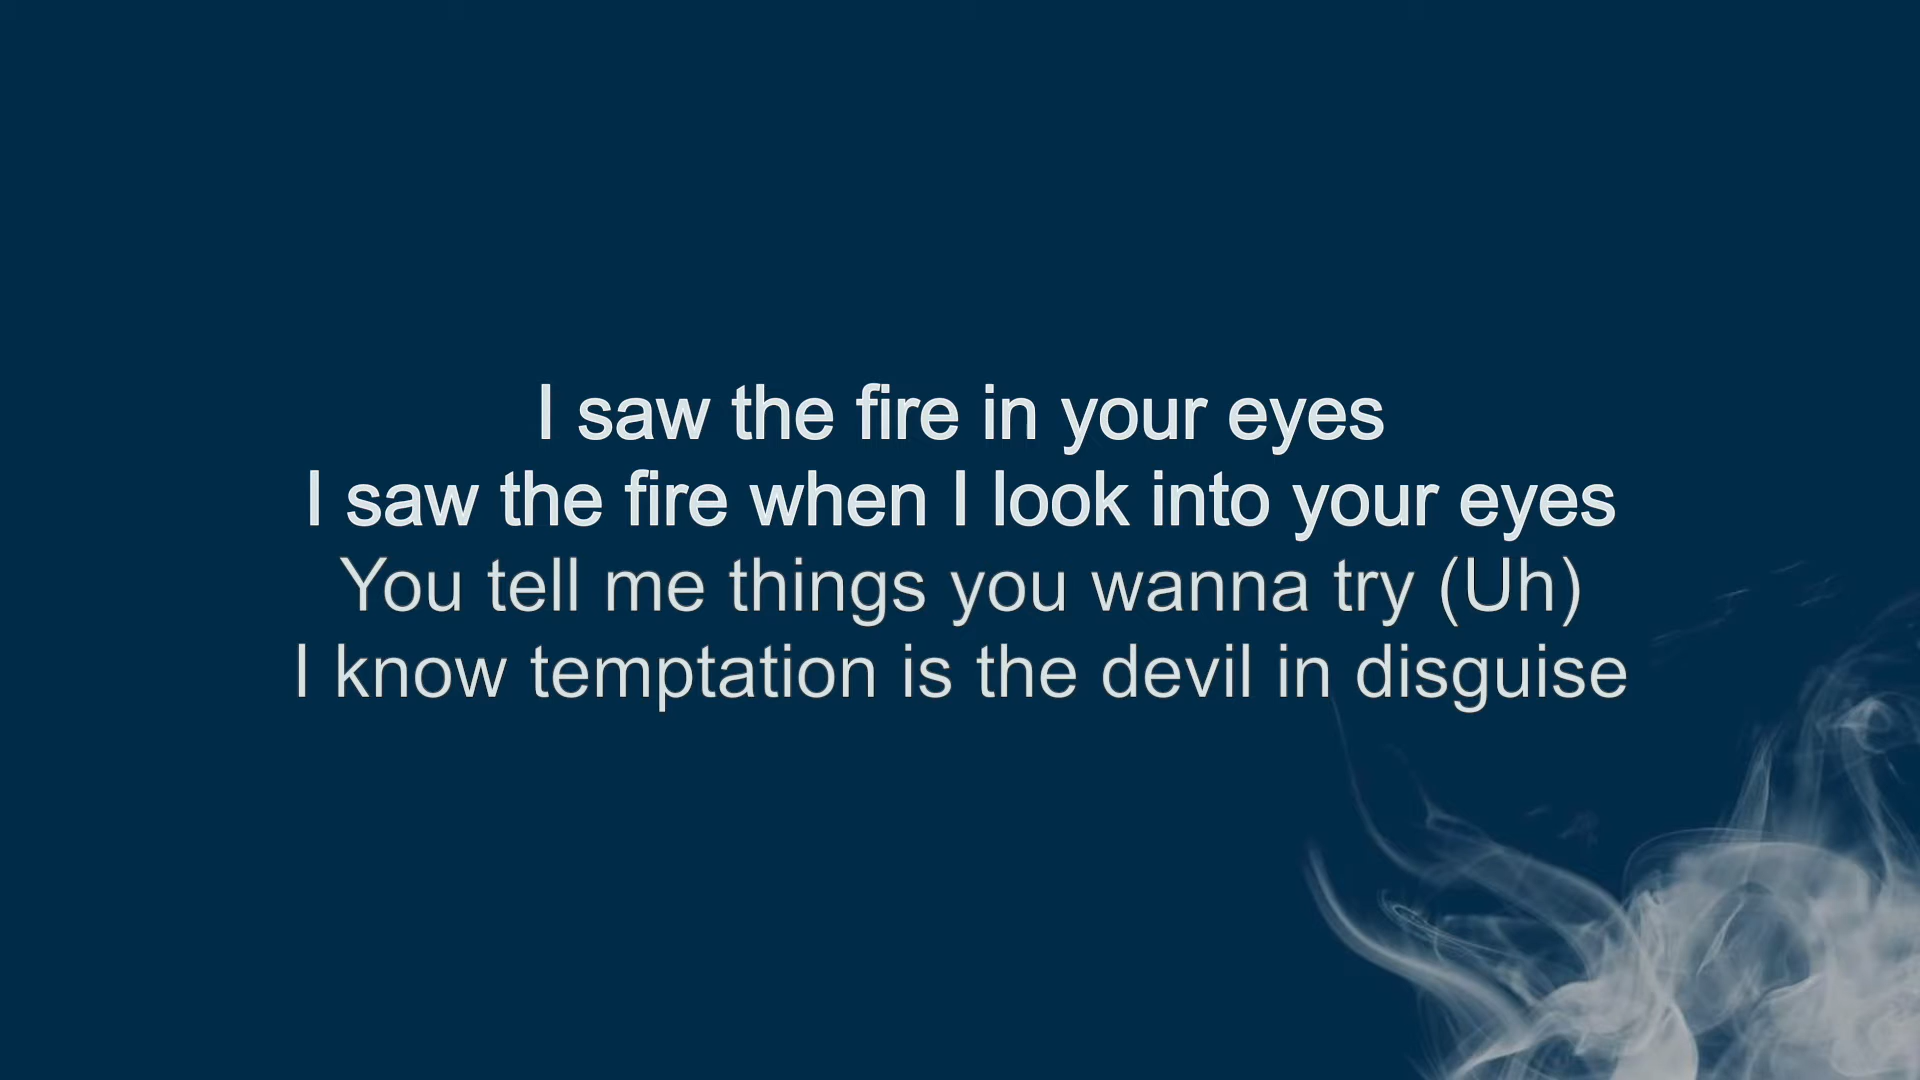 I saw the fire in your eyes
I saw the fire when I look into your eyes
You tell me things you wanna try (Uh)
I know temptation is the devil in disguise